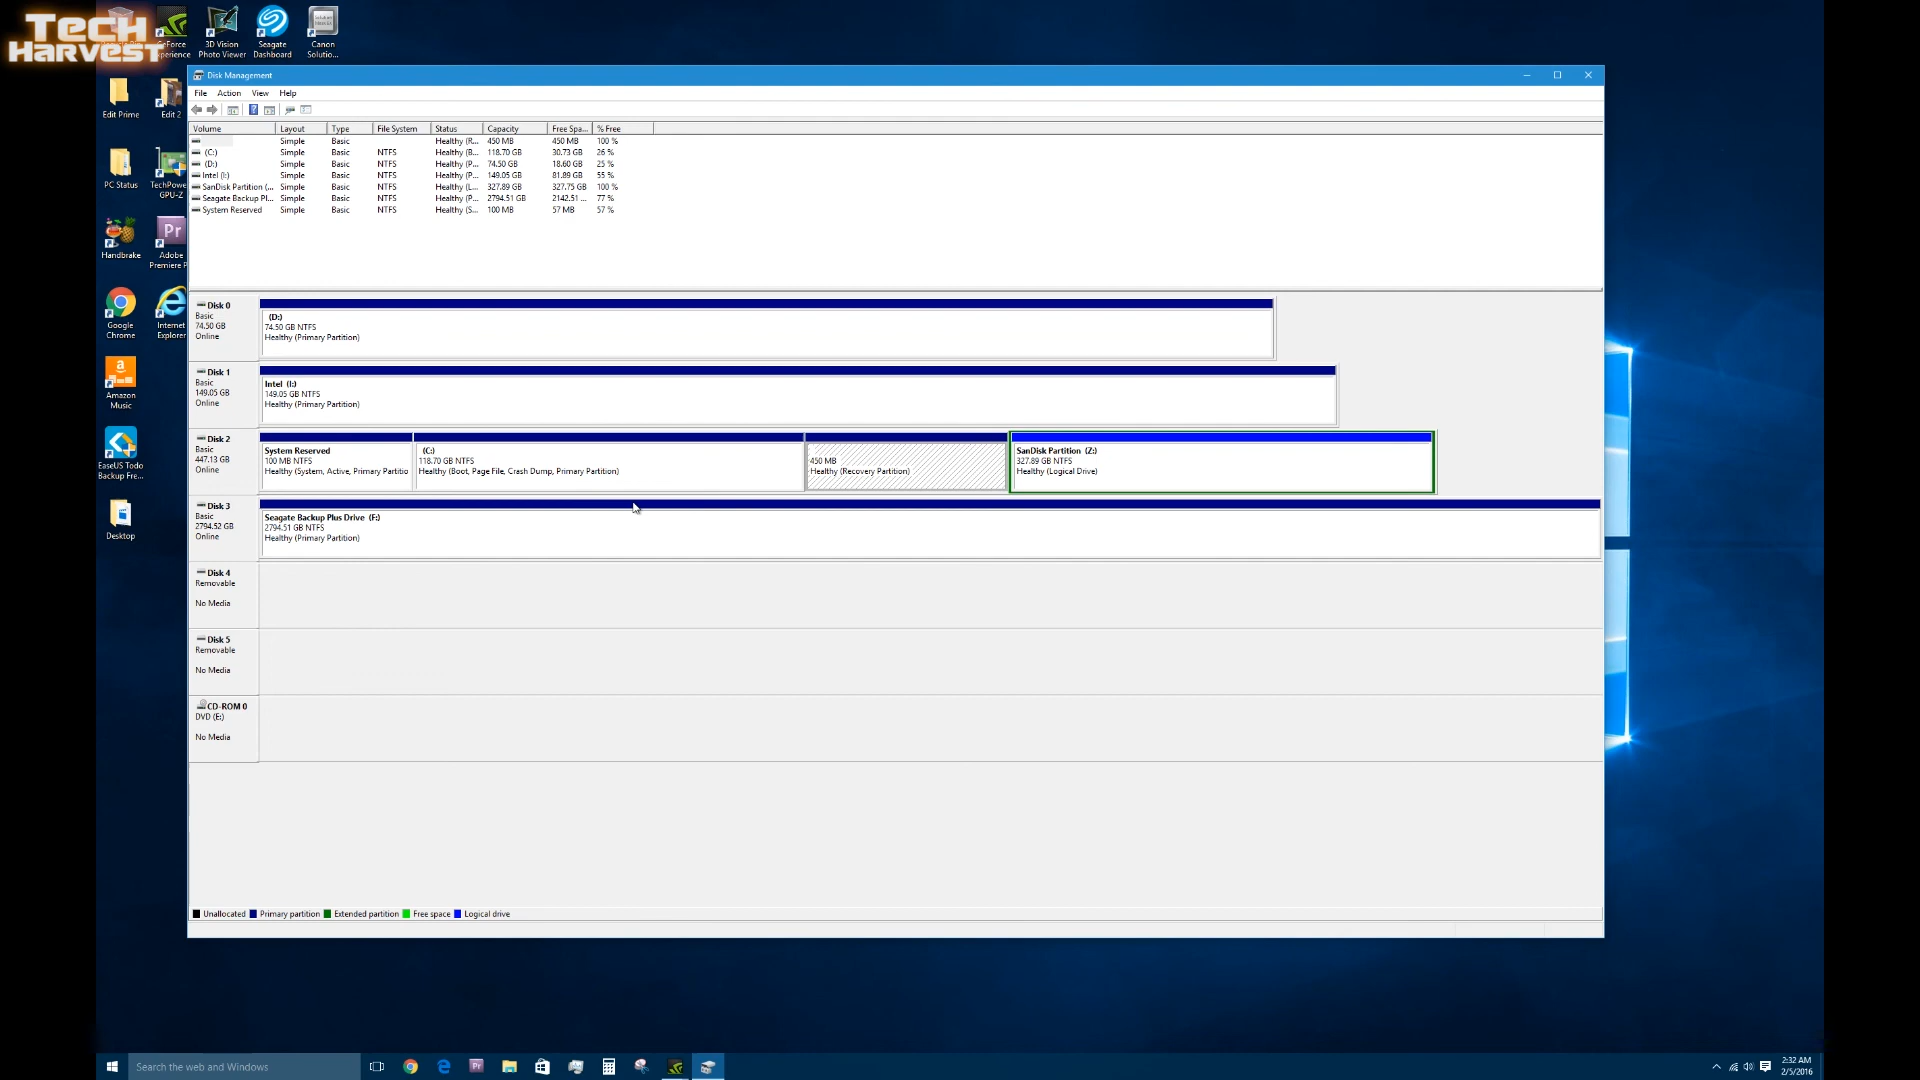 Tech
Harvest
GeForce
Experience
3D Vision
Photo Viewer
Seagate
Dashboard
Canon
Solutio...
Edit Prime
Edit 2
PC Status
TechPowe
GPU-Z
Handbrake
Adobe
Premiere P
Google
Chrome
Internet
Explorer
Amazon
Music
EaseUS Todo
Backup Fre...
Desktop
Disk Management
File Action View Help
Volume Layout Type File System Status Capacity Free Spa... % Free
Simple Basic Healthy (R... 450 MB 450 MB 100 %
(C:) Simple Basic NTFS Healthy (B... 118.70 GB 30.73 GB 26 %
(D:) Simple Basic NTFS Healthy (P... 74.50 GB 18.60 GB 25 %
Intel (I:) Simple Basic NTFS Healthy (P... 149.05 GB 81.89 GB 55 %
SanDisk Partition (... Simple Basic NTFS Healthy (L... 327.89 GB 327.75 GB 100 %
Seagate Backup Pl... Simple Basic NTFS Healthy (P... 2794.51 GB 2142.51 ... 77 %
System Reserved Simple Basic NTFS Healthy (S... 100 MB 57 MB 57 %
Disk 0
Basic
74.50 GB
Online
(D:)
74.50 GB NTFS
Healthy (Primary Partition)
Disk 1
Basic
149.05 GB
Online
Intel (I:)
149.05 GB NTFS
Healthy (Primary Partition)
Disk 2
Basic
447.13 GB
Online
System Reserved
100 MB NTFS
Healthy (System, Active, Primary Partitio
(C:)
118.70 GB NTFS
Healthy (Boot, Page File, Crash Dump, Primary Partition)
450 MB
Healthy (Recovery Partition)
SanDisk Partition (Z:)
327.89 GB NTFS
Healthy (Logical Drive)
Disk 3
Basic
2794.52 GB
Online
Seagate Backup Plus Drive (F:)
2794.51 GB NTFS
Healthy (Primary Partition)
Disk 4
Removable
No Media
Disk 5
Removable
No Media
CD-ROM 0
DVD (E:)
No Media
Unallocated Primary partition Extended partition Free space Logical drive
Search the web and Windows
2:32 AM
2/5/2016